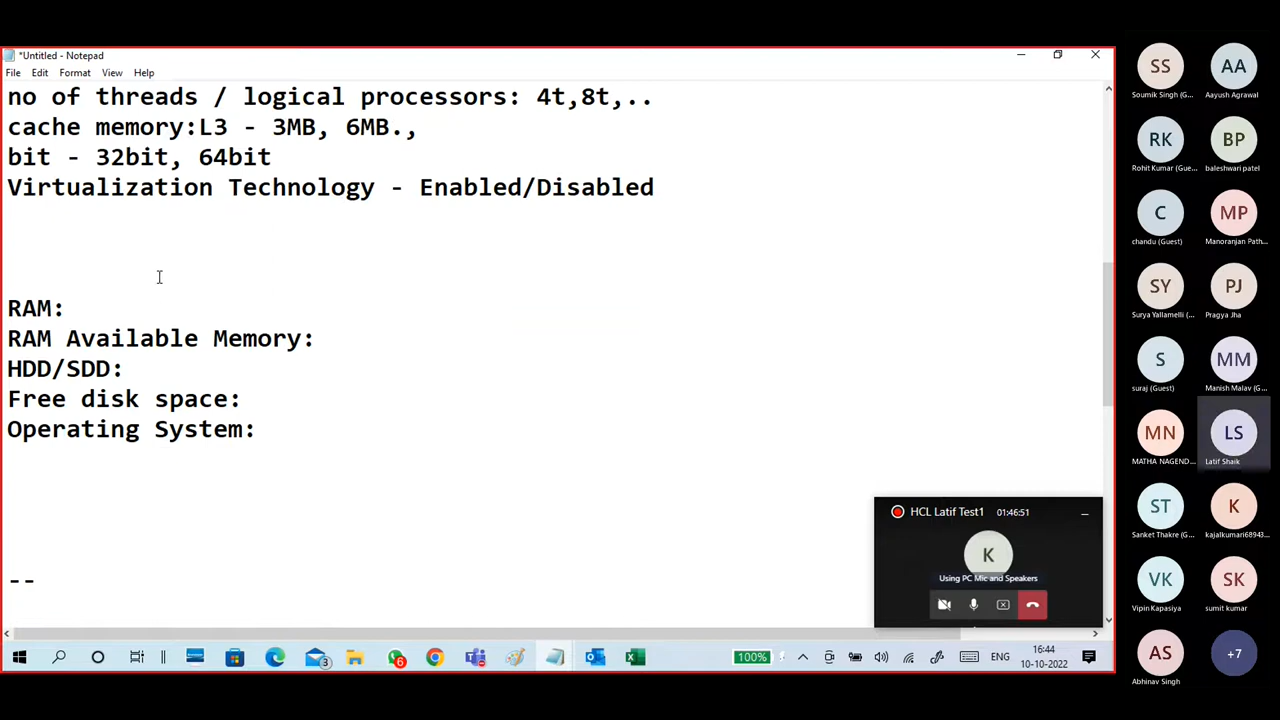 *Untitled - Notepad
File Edit Format View Help
no of threads / logical processors: 4t,8t,..
cache memory:L3 - 3MB, 6MB.,
bit - 32bit, 64bit
Virtualization Technology - Enabled/Disabled
RAM:
RAM Available Memory:
HDD/SDD:
Free disk space:
Operating System:
--
HCL Latif Test1 01:46:51
K
Using PC Mic and Speakers
3
6
100%
ENG
16:44
10-10-2022
SS AA
Soumik Singh (G... Aayush Agrawal
RK BP
Rohit Kumar (Gue... baleshwari patel
C MP
chandu (Guest) Manoranjan Path...
SY PJ
Surya Yallamelli (... Pragya Jha
S MM
suraj (Guest) Manish Malav (G...
MN LS
MATHA NAGEND... Latif Shaik
ST K
Sanket Thakre (G... kajalkumari68943...
VK SK
Vipin Kapasiya sumit kumar
AS +7
Abhinav Singh